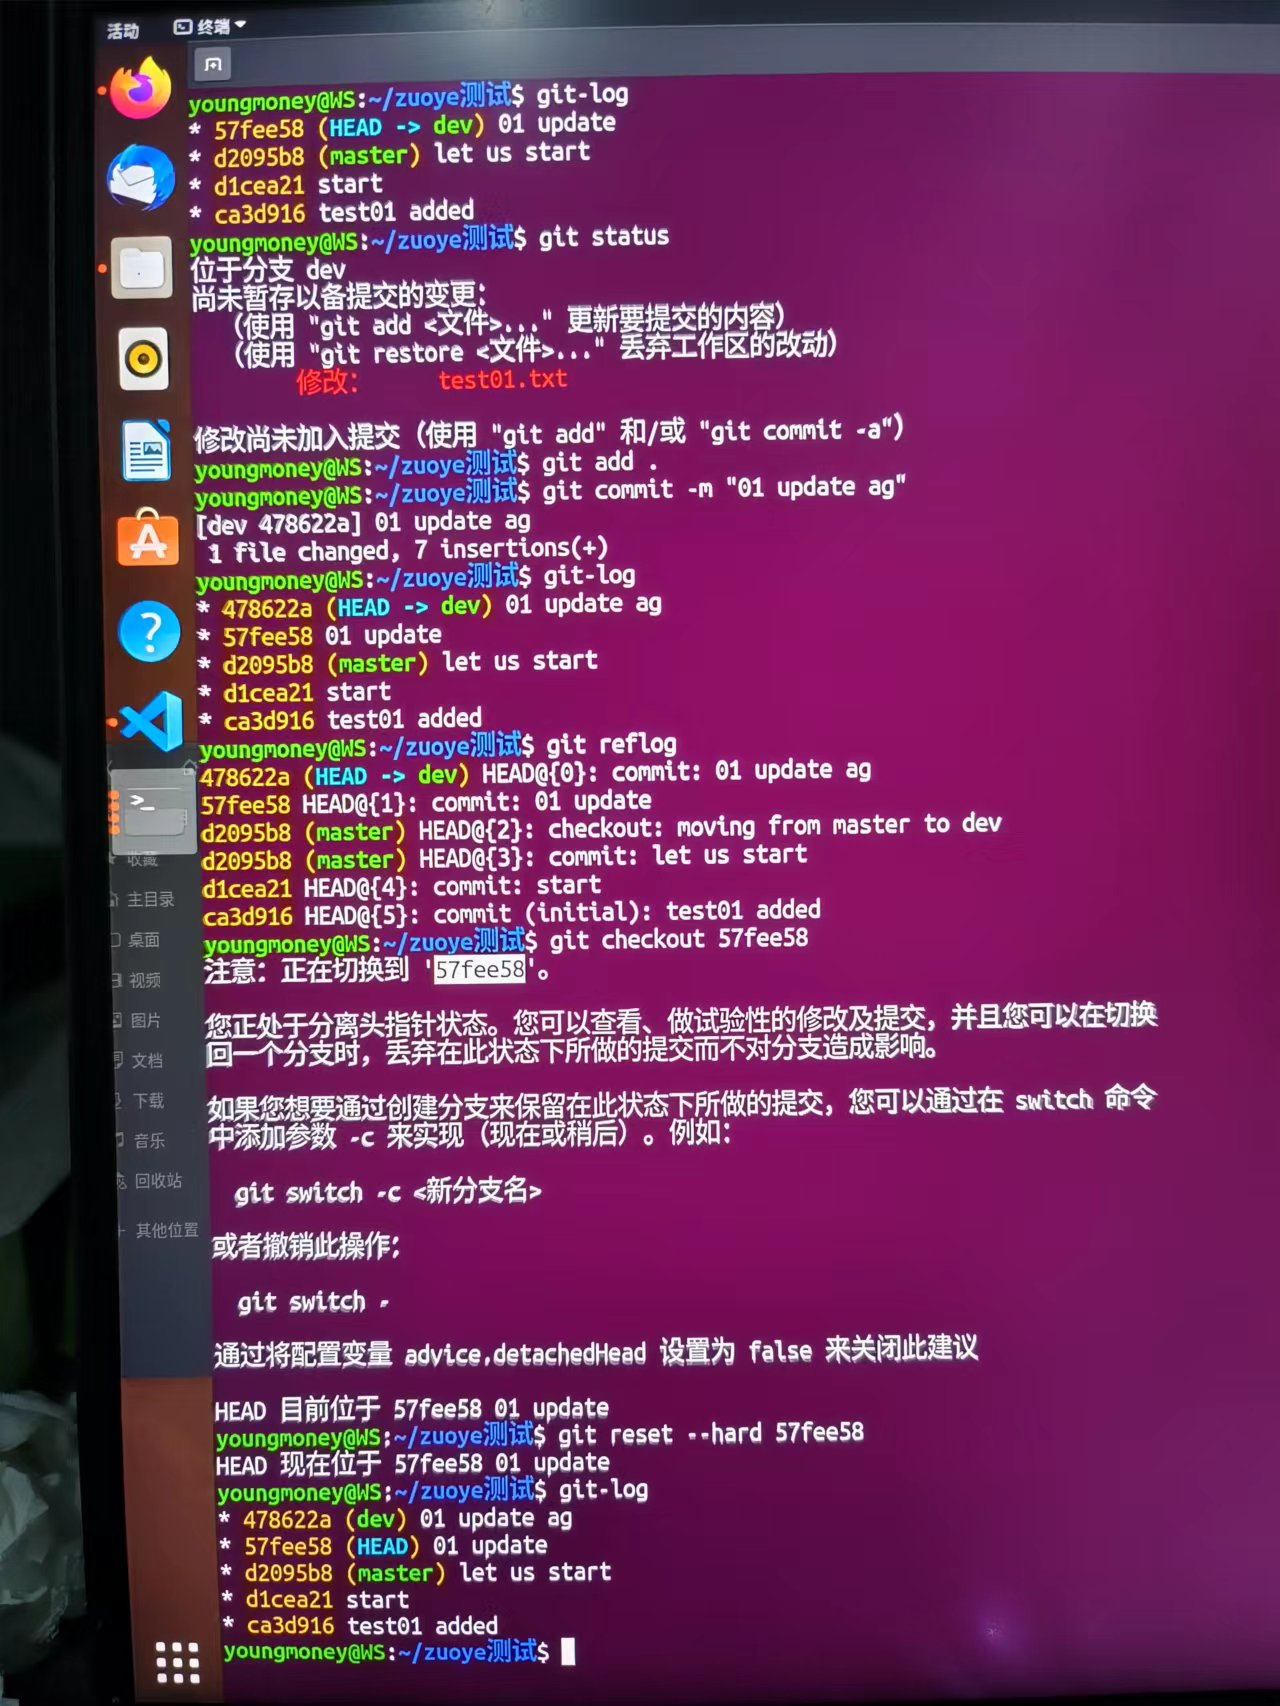 活动
终端
youngmoney@WS:~/zuoye测试$ git-log
* 57fee58 (HEAD -> dev) 01 update
* d2095b8 (master) let us start
* d1cea21 start
* ca3d916 test01 added
youngmoney@WS:~/zuoye测试$ git status
位于分支 dev
尚未暂存以备提交的变更：
（使用 "git add <文件>..." 更新要提交的内容）
（使用 "git restore <文件>..." 丢弃工作区的改动）
修改： test01.txt
修改尚未加入提交（使用 "git add" 和/或 "git commit -a"）
youngmoney@WS:~/zuoye测试$ git add .
youngmoney@WS:~/zuoye测试$ git commit -m "01 update ag"
[dev 478622a] 01 update ag
1 file changed, 7 insertions(+)
youngmoney@WS:~/zuoye测试$ git-log
* 478622a (HEAD -> dev) 01 update ag
* 57fee58 01 update
* d2095b8 (master) let us start
* d1cea21 start
* ca3d916 test01 added
youngmoney@WS:~/zuoye测试$ git reflog
478622a (HEAD -> dev) HEAD@{0}: commit: 01 update ag
57fee58 HEAD@{1}: commit: 01 update
d2095b8 (master) HEAD@{2}: checkout: moving from master to dev
d2095b8 (master) HEAD@{3}: commit: let us start
d1cea21 HEAD@{4}: commit: start
ca3d916 HEAD@{5}: commit (initial): test01 added
youngmoney@WS:~/zuoye测试$ git checkout 57fee58
注意：正在切换到 '57fee58'。
您正处于分离头指针状态。您可以查看、做试验性的修改及提交，并且您可以在切换
回一个分支时，丢弃在此状态下所做的提交而不对分支造成影响。
如果您想要通过创建分支来保留在此状态下所做的提交，您可以通过在 switch 命令
中添加参数 -c 来实现（现在或稍后）。例如：
git switch -c <新分支名>
或者撤销此操作：
git switch -
通过将配置变量 advice.detachedHead 设置为 false 来关闭此建议
HEAD 目前位于 57fee58 01 update
youngmoney@WS:~/zuoye测试$ git reset --hard 57fee58
HEAD 现在位于 57fee58 01 update
youngmoney@WS:~/zuoye测试$ git-log
* 478622a (dev) 01 update ag
* 57fee58 (HEAD) 01 update
* d2095b8 (master) let us start
* d1cea21 start
* ca3d916 test01 added
youngmoney@WS:~/zuoye测试$
收藏
主目录
桌面
视频
图片
文档
下载
音乐
回收站
+ 其他位置